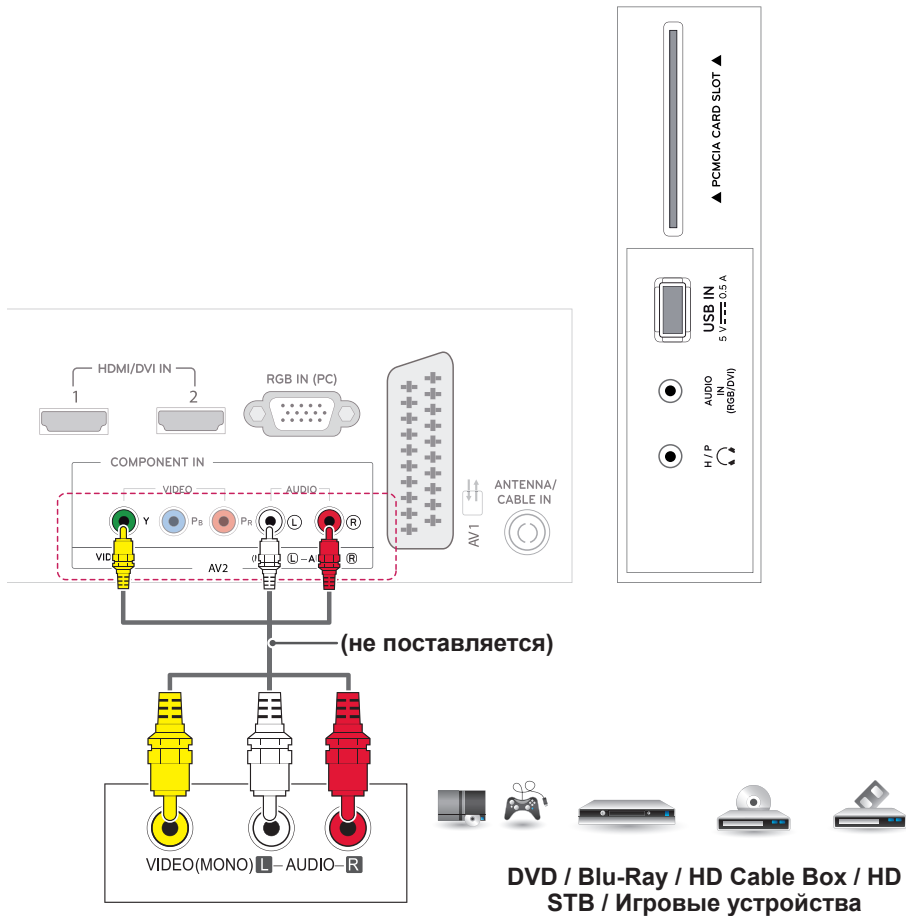 ▲ PCMCIA CARD SLOT ▲
USB IN
5 V 0.5 A
AUDIO
IN
(RGB/DVI)
H / P
HDMI/DVI IN
1 2
RGB IN (PC)
COMPONENT IN
VIDEO AUDIO
Y PB PR L R
AV2
L R
AV1
ANTENNA/
CABLE IN
(не поставляется)
VIDEO(MONO) L – AUDIO – R
DVD / Blu-Ray / HD Cable Box / HD
STB / Игровые устройства